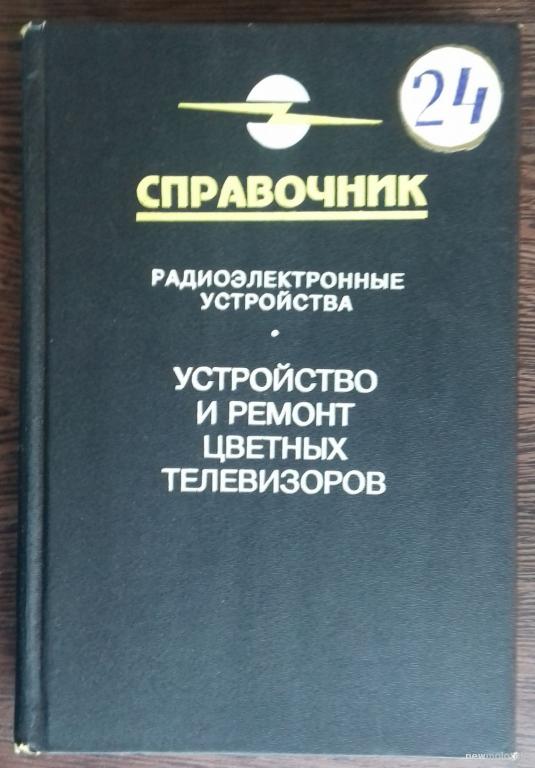 24
СПРАВОЧНИК
РАДИОЭЛЕКТРОННЫЕ
УСТРОЙСТВА
•
УСТРОЙСТВО
И РЕМОНТ
ЦВЕТНЫХ
ТЕЛЕВИЗОРОВ